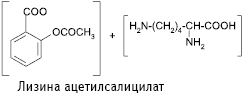 COO
OCOCH₃ + H₂N-(CH₂)₄-CH-COOH
NH₂
Лизина ацетилсалицилат